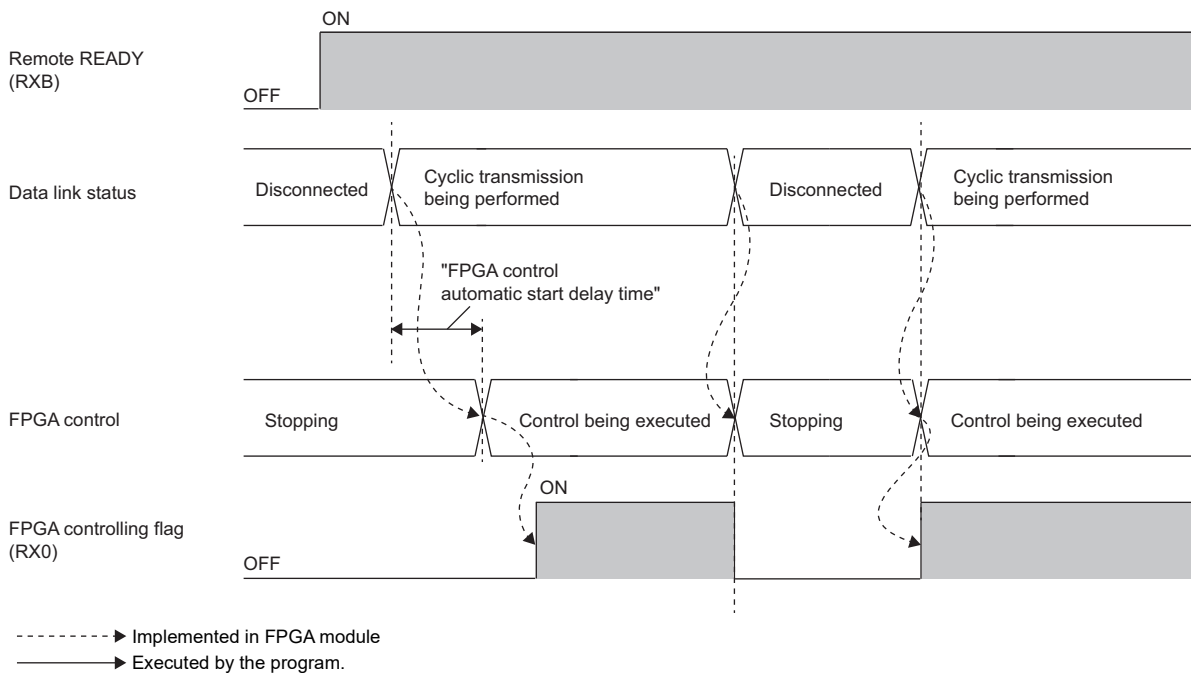 ON
Remote READY
(RXB)
OFF
Data link status
Disconnected
Cyclic transmission
being performed
Disconnected
Cyclic transmission
being performed
"FPGA control
automatic start delay time"
FPGA control
Stopping
Control being executed
Stopping
Control being executed
ON
FPGA controlling flag
(RX0)
OFF
Implemented in FPGA module
Executed by the program.